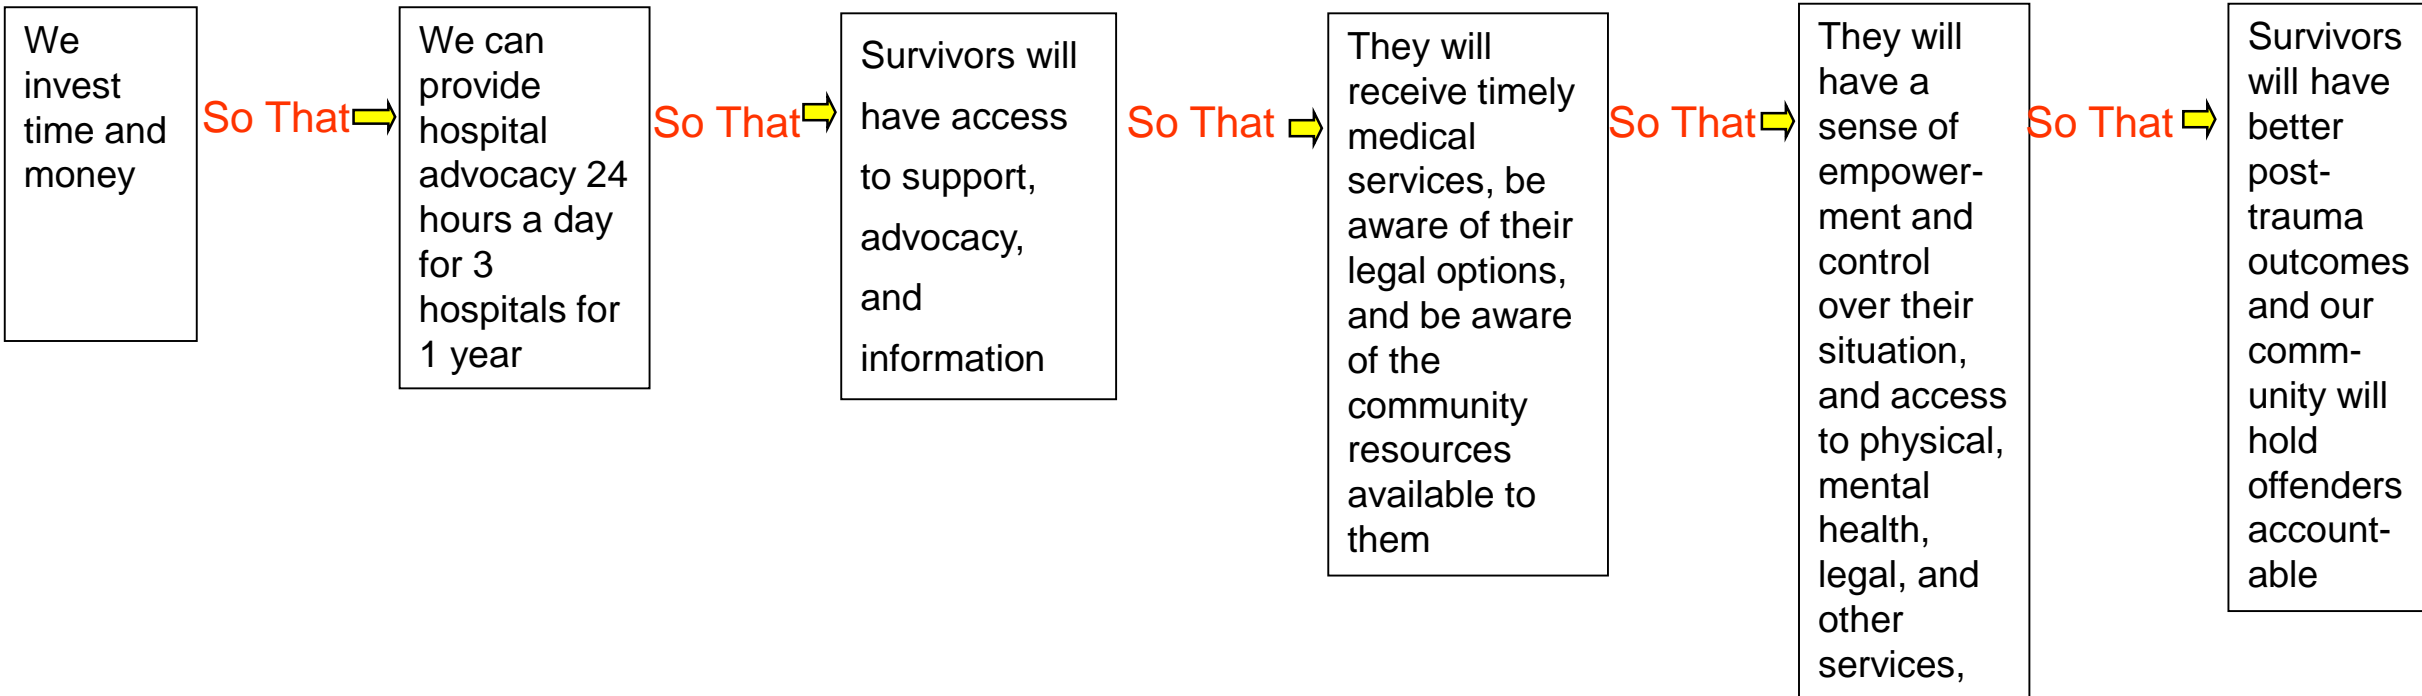 We
invest
time and
money
So That
We can
provide
hospital
advocacy 24
hours a day
for 3
hospitals for
1 year
So That
Survivors will
have access
to support,
advocacy,
and
information
So That
They will
receive timely
medical
services, be
aware of their
legal options,
and be aware
of the
community
resources
available to
them
So That
They will
have a
sense of
empower-
ment and
control
over their
situation,
and access
to physical,
mental
health,
legal, and
other
services,
So That
Survivors
will have
better
post-
trauma
outcomes
and our
comm-
unity will
hold
offenders
account-
able